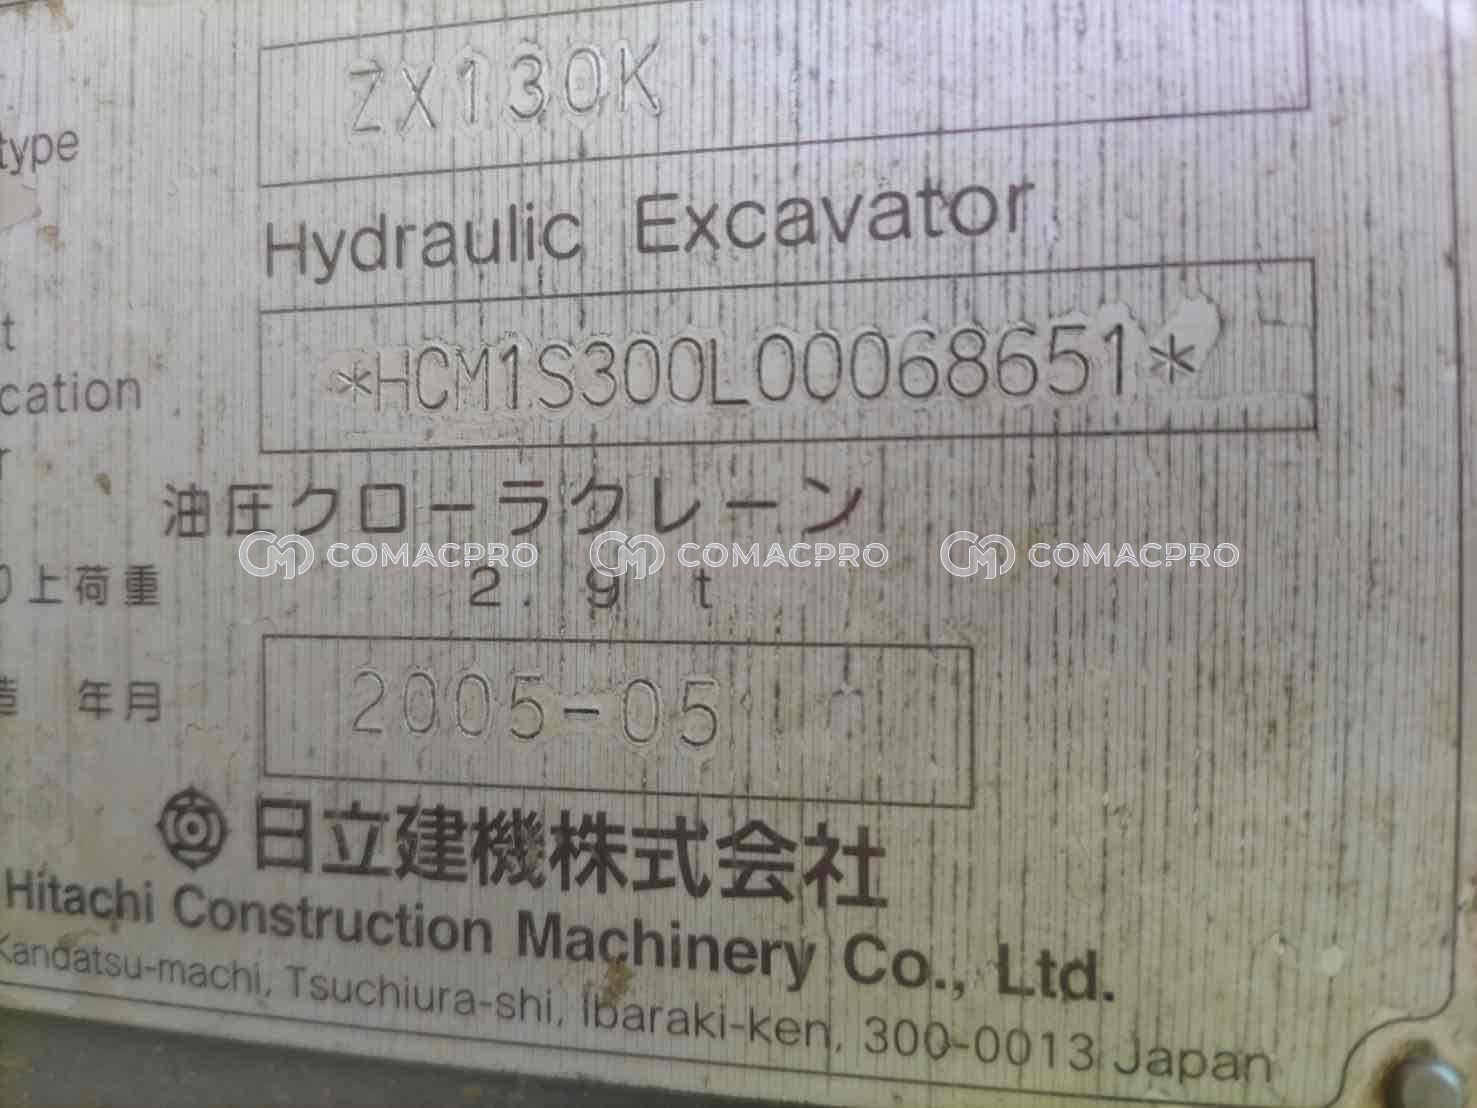 ZX130K
type
Hydraulic Excavator
t
cation
*HCM1S300L00068651*
r
油圧クローラクレーン
COMACPRO COMACPRO COMACPRO
上荷重 2.9 t
造 年月 2005-05
日立建機株式会社
Hitachi Construction Machinery Co., Ltd.
Kandatsu-machi, Tsuchiura-shi, Ibaraki-ken, 300-0013 Japan